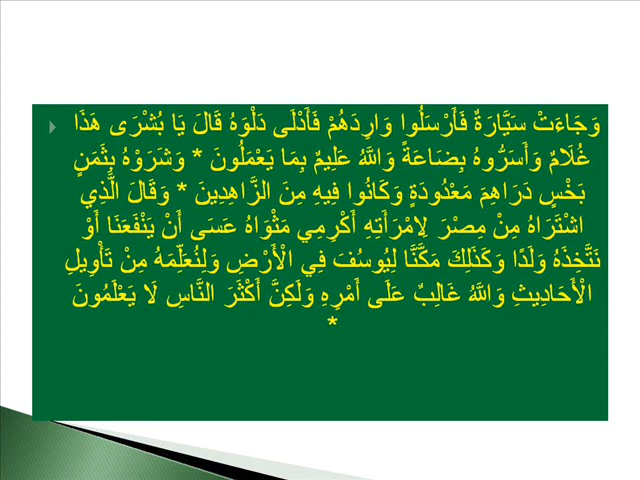 وَجَاءَتْ سَيَّارَةٌ فَأَرْسَلُوا وَارِدَهُمْ فَأَدْلَى دَلْوَهُ قَالَ يَا بُشْرَى هَذَا
غُلَامٌ وَأَسَرُّوهُ بِضَاعَةً وَاللَّهُ عَلِيمٌ بِمَا يَعْمَلُونَ * وَشَرَوْهُ بِثَمَنٍ
بَخْسٍ دَرَاهِمَ مَعْدُودَةٍ وَكَانُوا فِيهِ مِنَ الزَّاهِدِينَ * وَقَالَ الَّذِي
اشْتَرَاهُ مِنْ مِصْرَ لِامْرَأَتِهِ أَكْرِمِي مَثْوَاهُ عَسَى أَنْ يَنْفَعَنَا أَوْ
نَتَّخِذَهُ وَلَدًا وَكَذَلِكَ مَكَّنَّا لِيُوسُفَ فِي الْأَرْضِ وَلِنُعَلِّمَهُ مِنْ تَأْوِيلِ
الْأَحَادِيثِ وَاللَّهُ غَالِبٌ عَلَى أَمْرِهِ وَلَكِنَّ أَكْثَرَ النَّاسِ لَا يَعْلَمُونَ
*